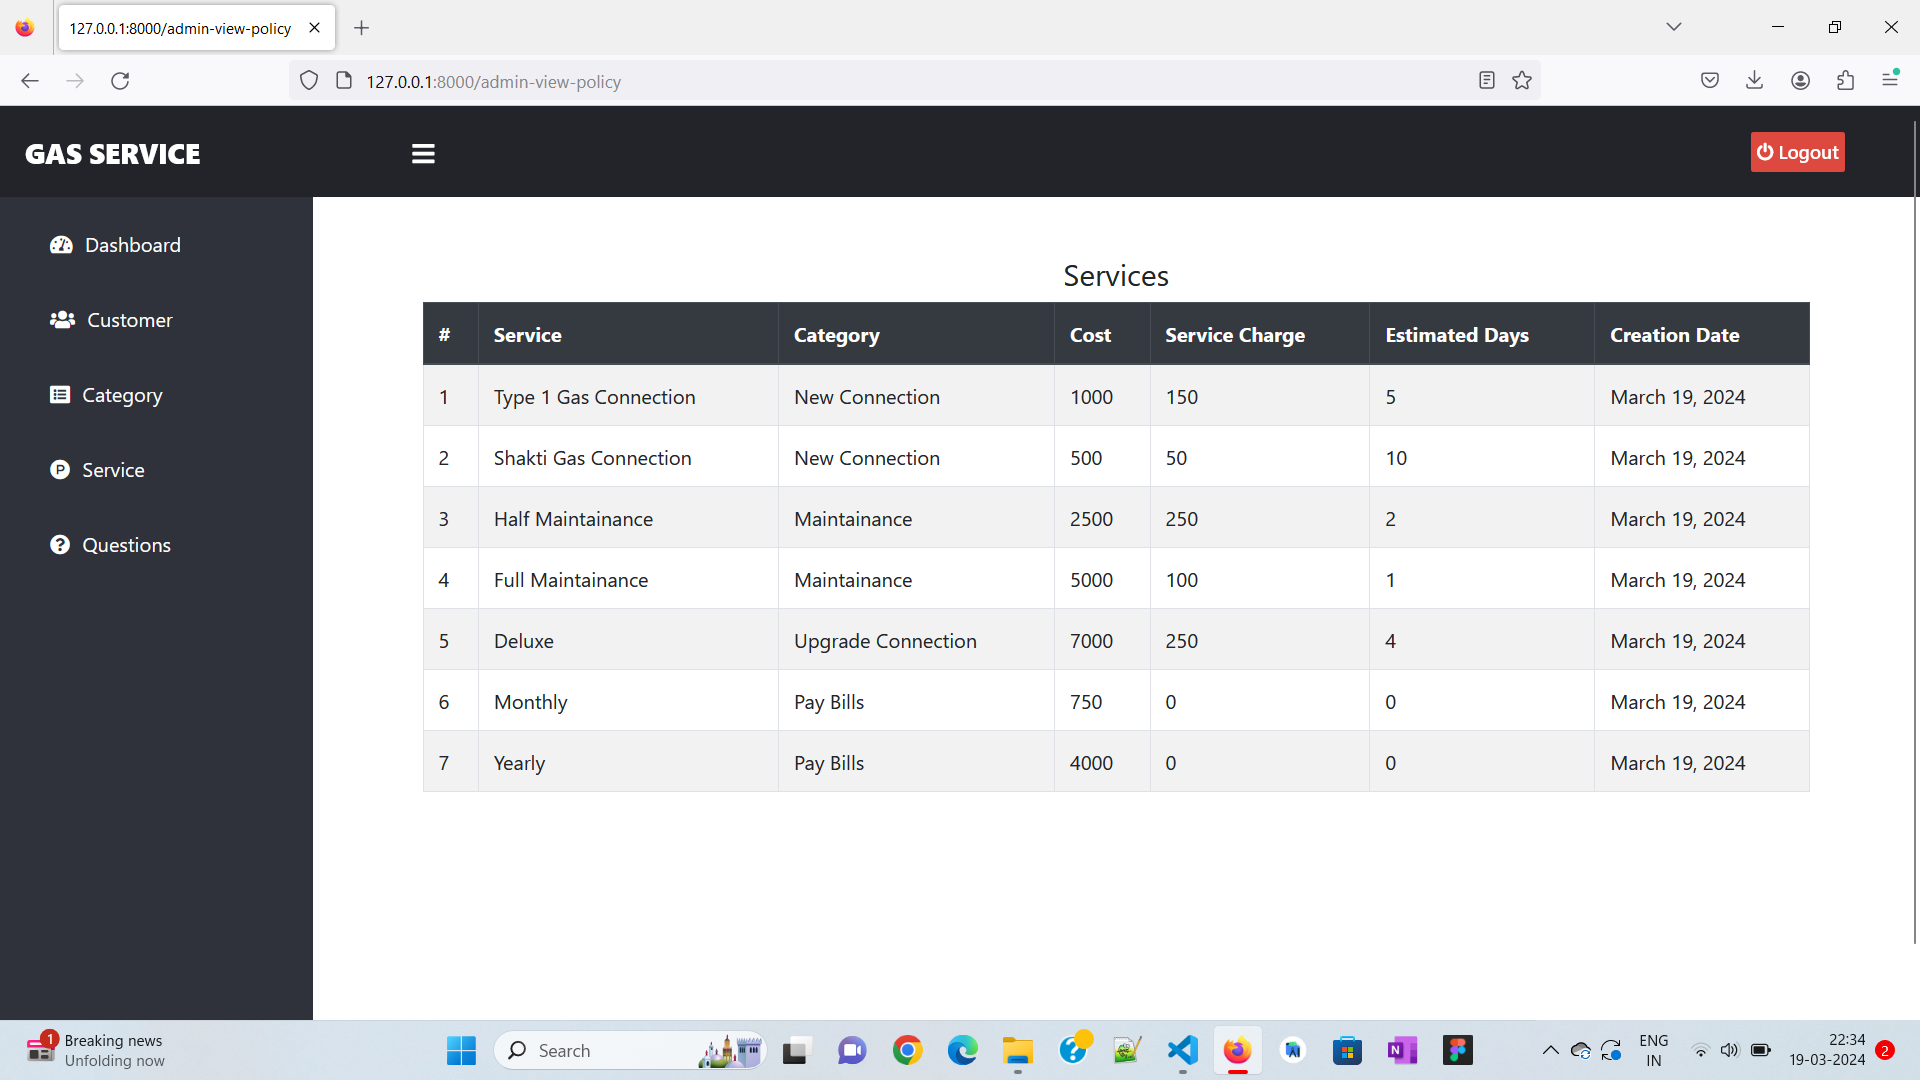 127.0.0.1:8000/admin-view-policy
127.0.0.1:8000/admin-view-policy
GAS SERVICE
Logout
Dashboard
Customer
Category
Service
Questions
Services
# Service Category Cost Service Charge Estimated Days Creation Date
1 Type 1 Gas Connection New Connection 1000 150 5 March 19, 2024
2 Shakti Gas Connection New Connection 500 50 10 March 19, 2024
3 Half Maintainance Maintainance 2500 250 2 March 19, 2024
4 Full Maintainance Maintainance 5000 100 1 March 19, 2024
5 Deluxe Upgrade Connection 7000 250 4 March 19, 2024
6 Monthly Pay Bills 750 0 0 March 19, 2024
7 Yearly Pay Bills 4000 0 0 March 19, 2024
1 Breaking news
Unfolding now
Search
ENG
IN
22:34
19-03-2024
2